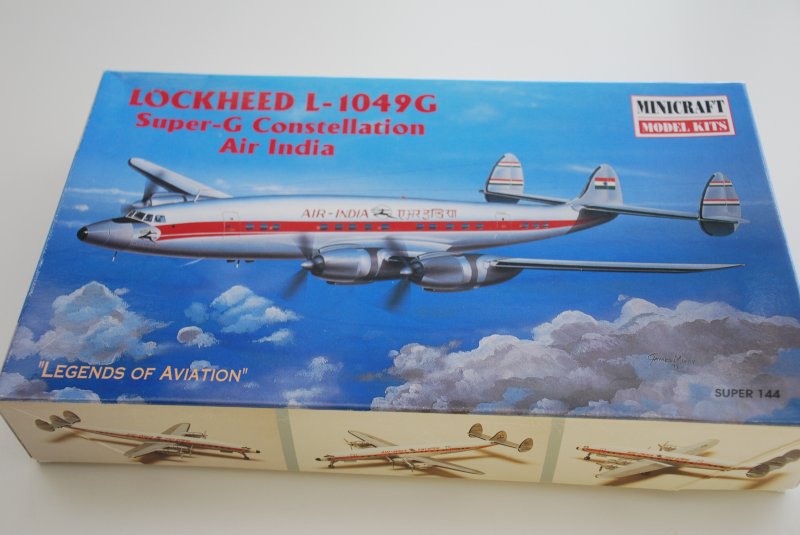 LOCKHEED L-1049G
Super-G Constellation
Air India
MINICRAFT
MODEL KITS
AIR-INDIA एअर इंडिया
"LEGENDS OF AVIATION"
SUPER 144